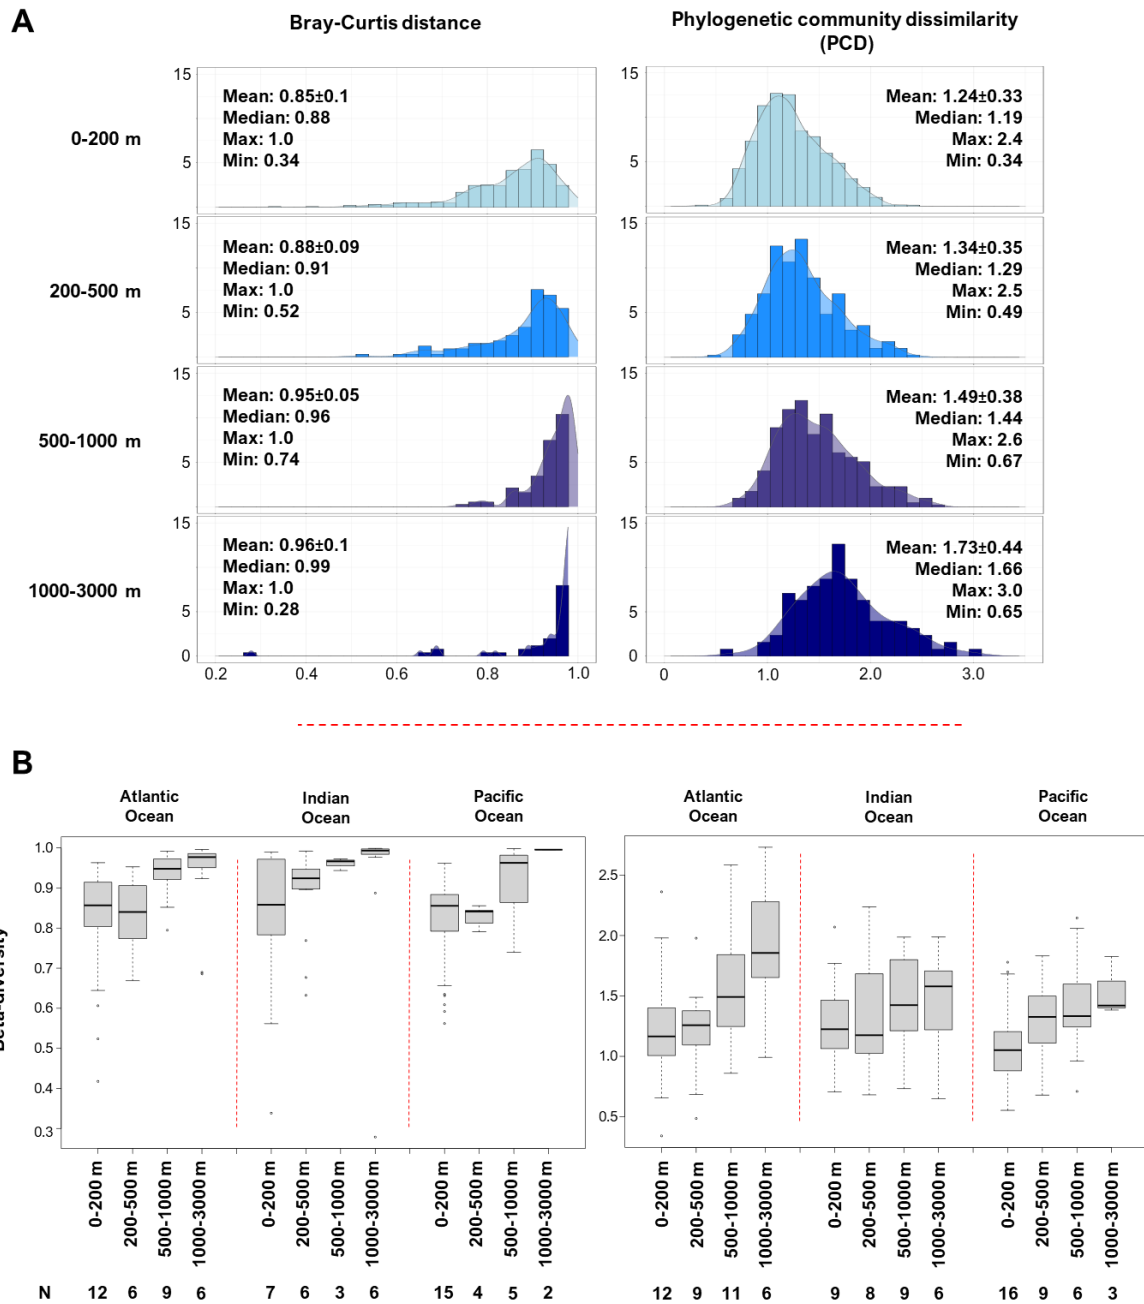 A
Bray-Curtis distance
Phylogenetic community dissimilarity
(PCD)
0-200 m
15
5
Mean: 0.85±0.1
Median: 0.88
Max: 1.0
Min: 0.34
15
5
Mean: 1.24±0.33
Median: 1.19
Max: 2.4
Min: 0.34
200-500 m
15
5
Mean: 0.88±0.09
Median: 0.91
Max: 1.0
Min: 0.52
15
5
Mean: 1.34±0.35
Median: 1.29
Max: 2.5
Min: 0.49
500-1000 m
15
5
Mean: 0.95±0.05
Median: 0.96
Max: 1.0
Min: 0.74
15
5
Mean: 1.49±0.38
Median: 1.44
Max: 2.6
Min: 0.67
1000-3000 m
15
5
0
Mean: 0.96±0.1
Median: 0.99
Max: 1.0
Min: 0.28
15
5
0
Mean: 1.73±0.44
Median: 1.66
Max: 3.0
Min: 0.65
0.2 0.4 0.6 0.8 1.0
0 1.0 2.0 3.0
B
Atlantic
Ocean
Indian
Ocean
Pacific
Ocean
Atlantic
Ocean
Indian
Ocean
Pacific
Ocean
Beta-diversity
1.0
0.9
0.8
0.7
0.6
0.5
0.4
0.3
2.5
2.0
1.5
1.0
0.5
0-200 m
200-500 m
500-1000 m
1000-3000 m
0-200 m
200-500 m
500-1000 m
1000-3000 m
0-200 m
200-500 m
500-1000 m
1000-3000 m
0-200 m
200-500 m
500-1000 m
1000-3000 m
0-200 m
200-500 m
500-1000 m
1000-3000 m
0-200 m
200-500 m
500-1000 m
1000-3000 m
N 12 6 9 6 7 6 3 6 15 4 5 2 12 9 11 6 9 8 9 6 16 9 6 3